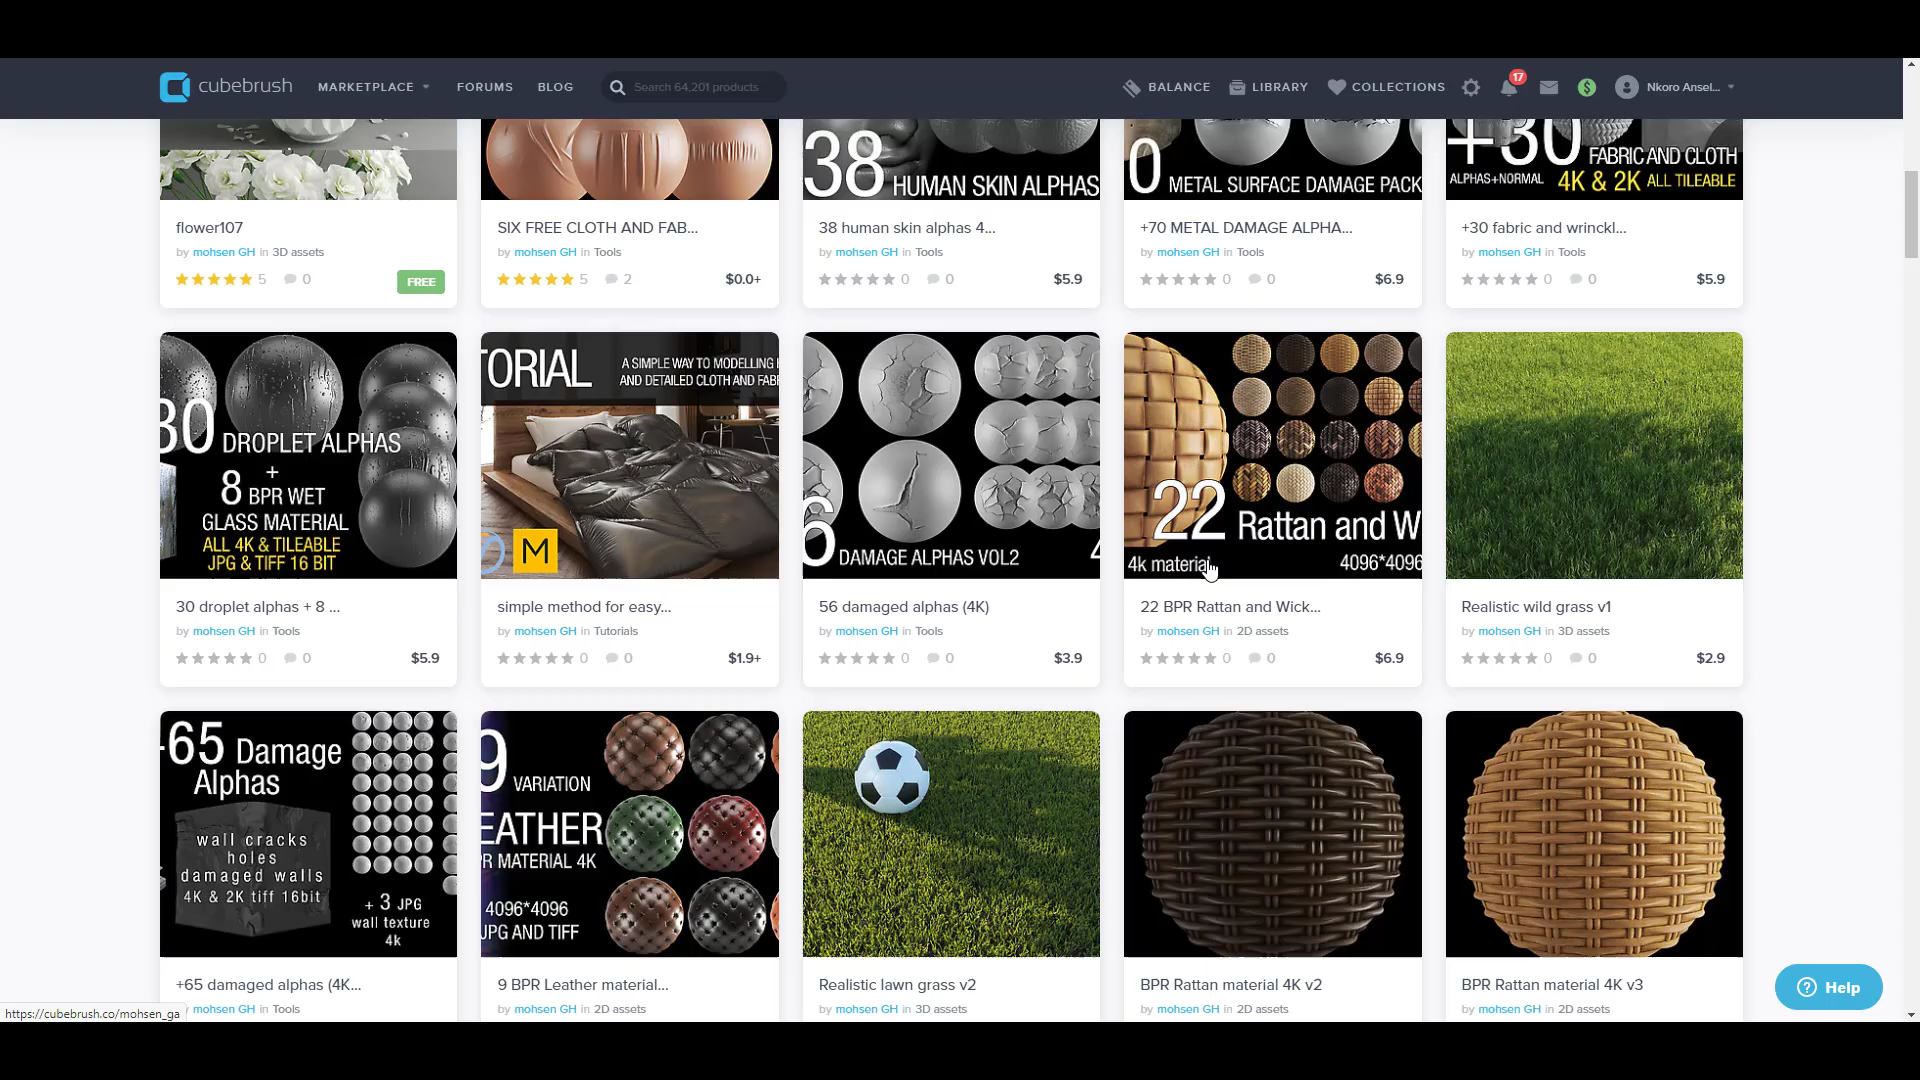 cubebrush MARKETPLACE FORUMS BLOG Search 64,201 products BALANCE LIBRARY COLLECTIONS 17 $ Nkoro Ansel...
38 HUMAN SKIN ALPHAS
0 METAL SURFACE DAMAGE PACK
+30 FABRIC AND CLOTH
ALPHAS+NORMAL 4K & 2K ALL TILEABLE
flower107
by mohsen GH in 3D assets
5 0 FREE
SIX FREE CLOTH AND FAB...
by mohsen GH in Tools
5 2 $0.0+
38 human skin alphas 4...
by mohsen GH in Tools
0 0 $5.9
+70 METAL DAMAGE ALPHA...
by mohsen GH in Tools
0 0 $6.9
+30 fabric and wrinckl...
by mohsen GH in Tools
0 0 $5.9
30 DROPLET ALPHAS
+
8 BPR WET
GLASS MATERIAL
ALL 4K & TILEABLE
JPG & TIFF 16 BIT
30 droplet alphas + 8 ...
by mohsen GH in Tools
0 0 $5.9
TORIAL A SIMPLE WAY TO MODELLING
AND DETAILED CLOTH AND FAB
M
simple method for easy...
by mohsen GH in Tutorials
0 0 $1.9+
6 DAMAGE ALPHAS VOL2 4
56 damaged alphas (4K)
by mohsen GH in Tools
0 0 $3.9
22 Rattan and W
4k material 4096*4096
22 BPR Rattan and Wick...
by mohsen GH in 2D assets
0 0 $6.9
Realistic wild grass v1
by mohsen GH in 3D assets
0 0 $2.9
-65 Damage
Alphas
wall cracks
holes
damaged walls
4K & 2K tiff 16bit
+ 3 JPG
wall texture
4k
+65 damaged alphas (4K...
by mohsen GH in Tools
9 VARIATION
EATHER
PR MATERIAL 4K
4096*4096
JPG AND TIFF
9 BPR Leather material...
by mohsen GH in 2D assets
Realistic lawn grass v2
by mohsen GH in 3D assets
BPR Rattan material 4K v2
by mohsen GH in 2D assets
BPR Rattan material 4K v3
by mohsen GH in 2D assets
Help
https://cubebrush.co/mohsen_ga